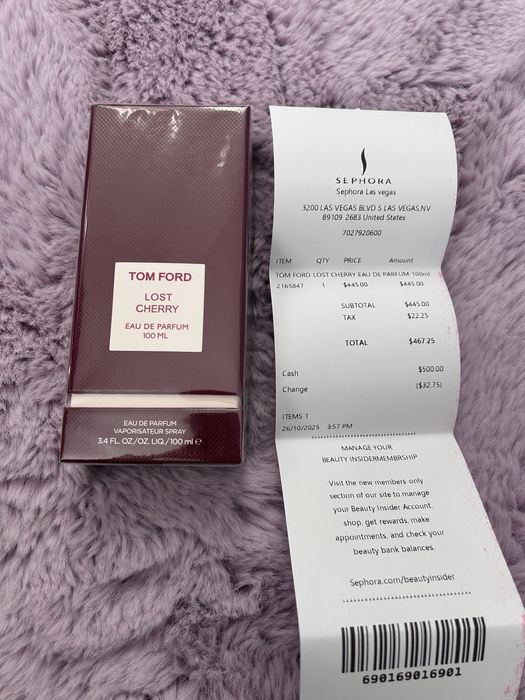 TOM FORD
LOST
CHERRY
EAU DE PARFUM
100 ML
EAU DE PARFUM
VAPORISATEUR SPRAY
3.4 FL. OZ./OZ. LIQ./100 ml e
SEPHORA
Sephora Las vegas
3200 LAS VEGAS BLVD S LAS VEGAS,NV
89109 2683 United States
7027920600
ITEM QTY PRICE Amount
TOM FORD LOST CHERRY EAU DE PARFUM 100ml
2165847 1 $445.00 $445.00
SUBTOTAL $445.00
TAX $22.25
TOTAL $467.25
Cash $500.00
Change ($32.75)
ITEMS 1
26/10/2025 3:57 PM
MANAGE YOUR
BEAUTY INSIDERMEMBRSHIP
Visit the new members only
section of our site to manage
your Beauty Insider Account.
shop, get rewards, make
appointments, and check your
beauty bank balances.
Sephora.com/beautyinsider
690169016901